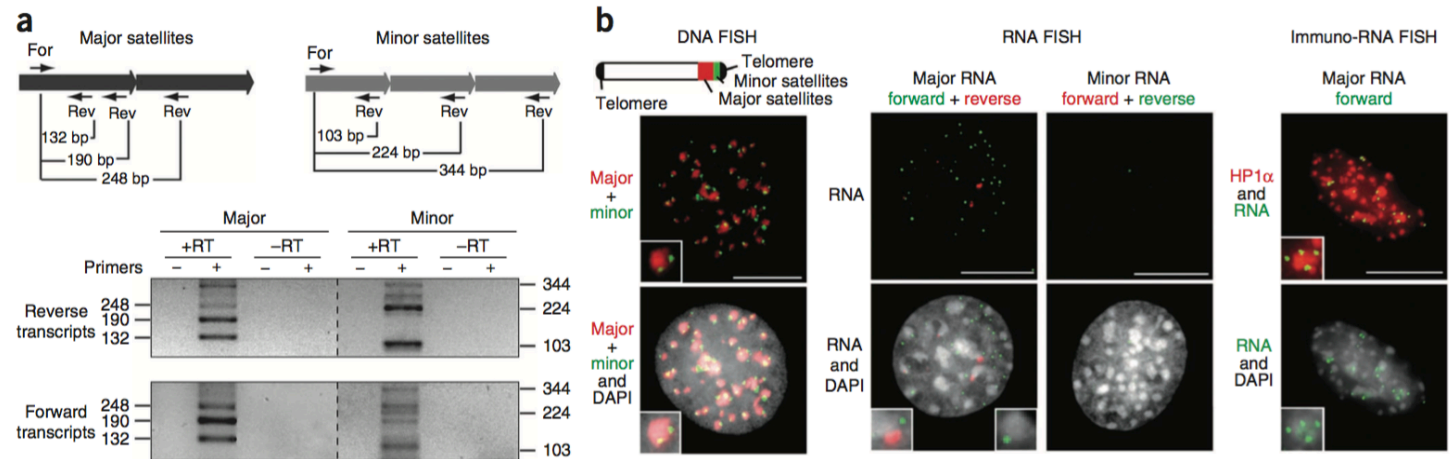 a
Major satellites
Minor satellites
For
For
Rev
Rev
Rev
Rev
Rev
Rev
132 bp
190 bp
248 bp
103 bp
224 bp
344 bp
Major
Minor
+RT
−RT
+RT
−RT
Primers
−
+
−
+
−
+
−
+
Reverse
transcripts
248
190
132
344
224
103
Forward
transcripts
248
190
132
344
224
103
b
DNA FISH
RNA FISH
Immuno-RNA FISH
Telomere
Minor satellites
Major satellites
Telomere
Major RNA
forward + reverse
Minor RNA
forward + reverse
Major RNA
forward
Major
+
minor
RNA
HP1α
and
RNA
Major
+
minor
and
DAPI
RNA
and
DAPI
RNA
and
DAPI